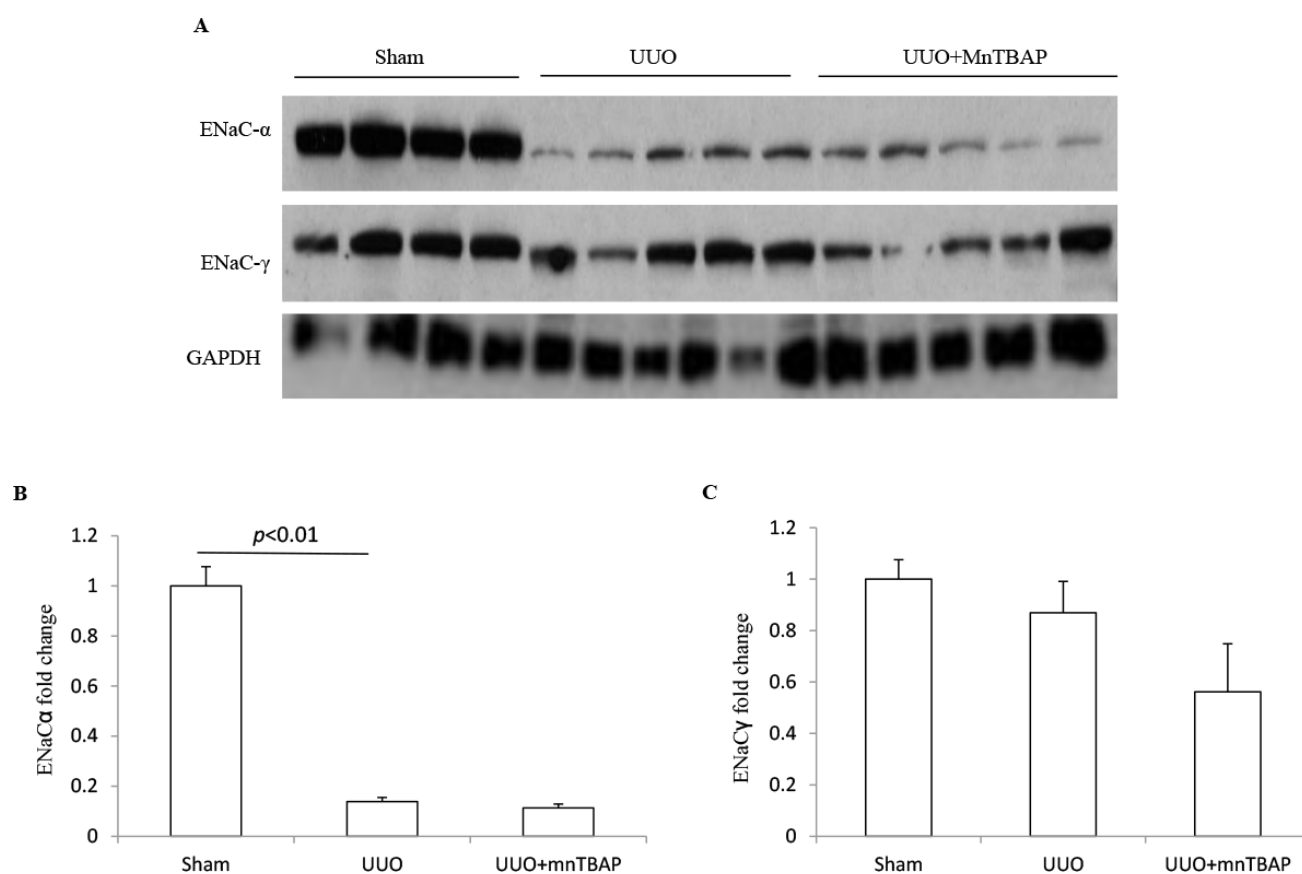 A
Sham UUO UUO+MnTBAP
ENaC-α
ENaC-γ
GAPDH
B
1.2
p<0.01
1
0.8
0.6
0.4
0.2
0
ENaCα fold change
Sham UUO UUO+mnTBAP
C
1.2
1
0.8
0.6
0.4
0.2
0
ENaCγ fold change
Sham UUO UUO+mnTBAP